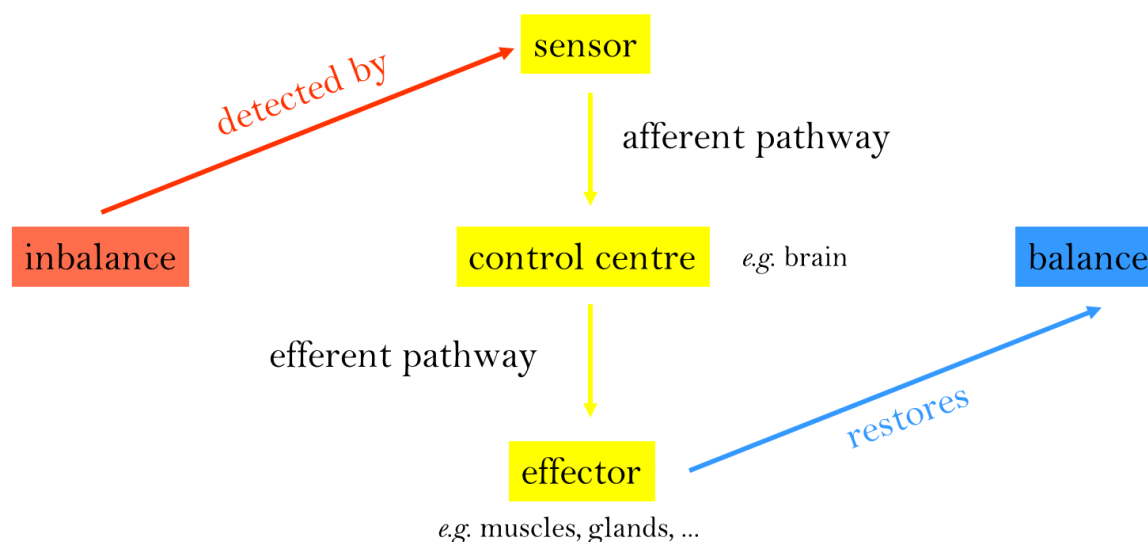 sensor
detected by
afferent pathway
inbalance
control centre
e.g. brain
balance
efferent pathway
restores
effector
e.g. muscles, glands, ...